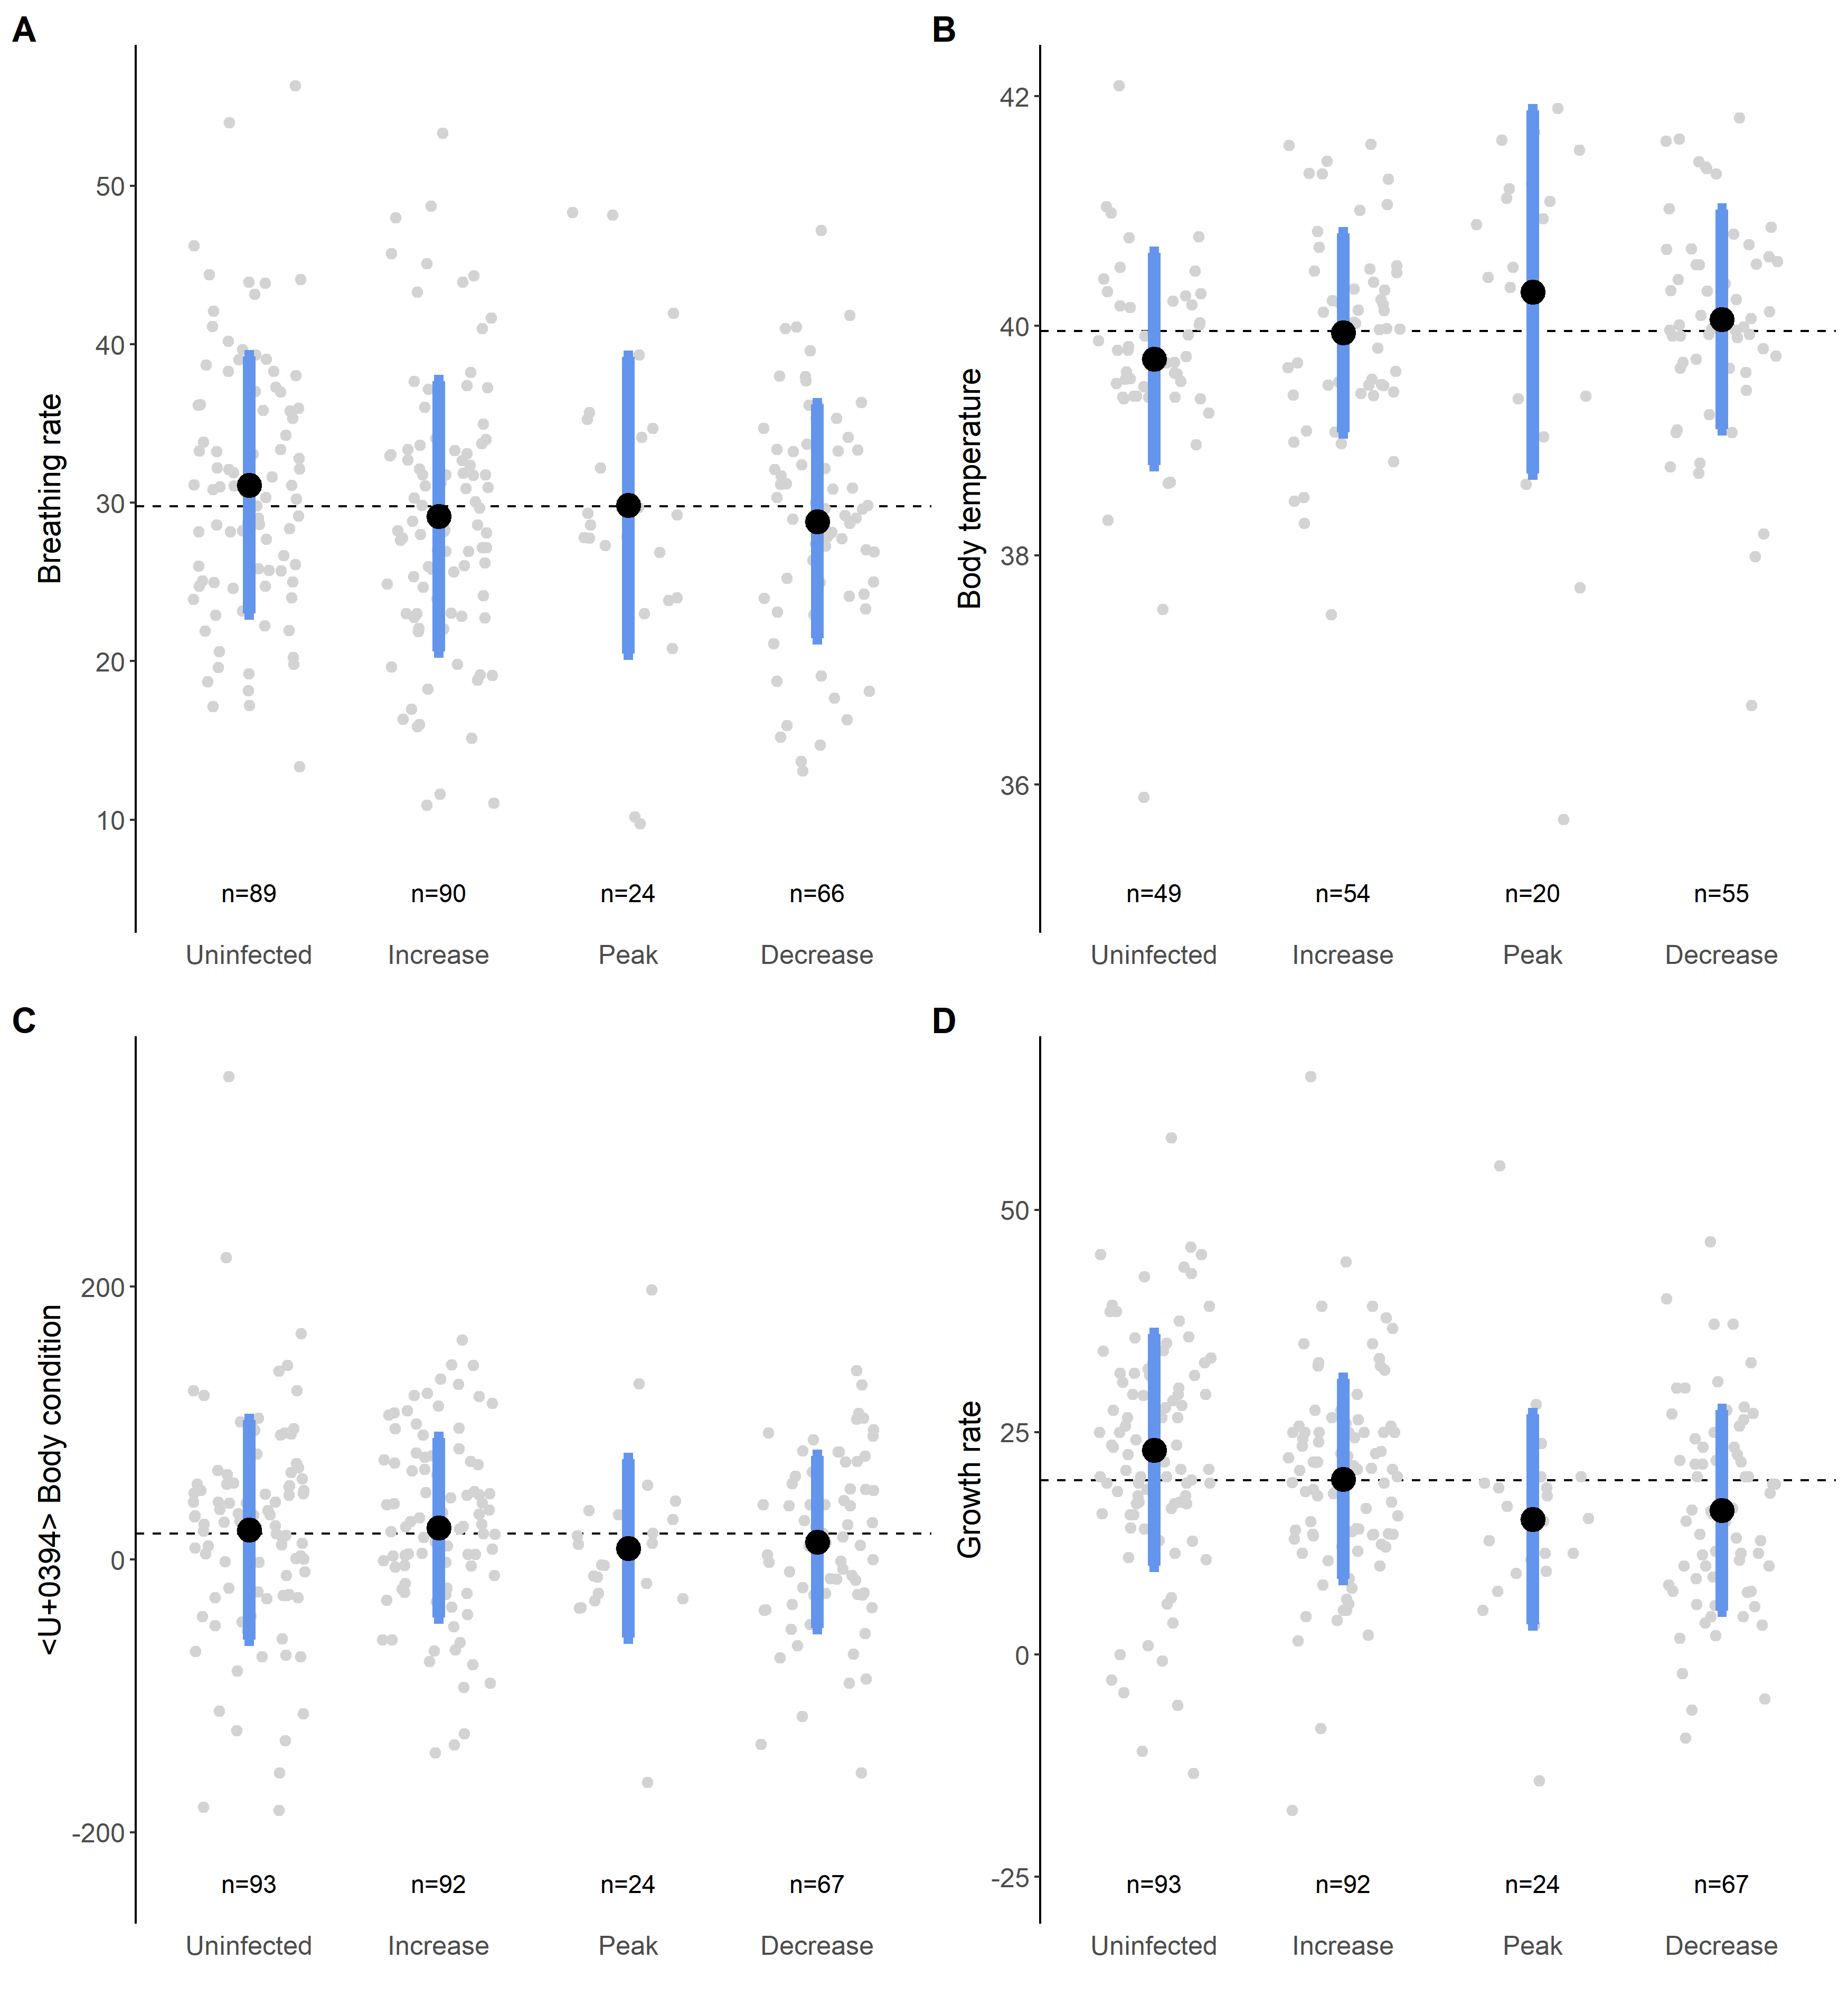 A
Breathing rate
50
40
30
20
10
n=89 n=90 n=24 n=66
Uninfected Increase Peak Decrease
B
Body temperature
42
40
38
36
n=49 n=54 n=20 n=55
Uninfected Increase Peak Decrease
C
<U+0394> Body condition
200
0
-200
n=93 n=92 n=24 n=67
Uninfected Increase Peak Decrease
D
Growth rate
50
25
0
-25
n=93 n=92 n=24 n=67
Uninfected Increase Peak Decrease